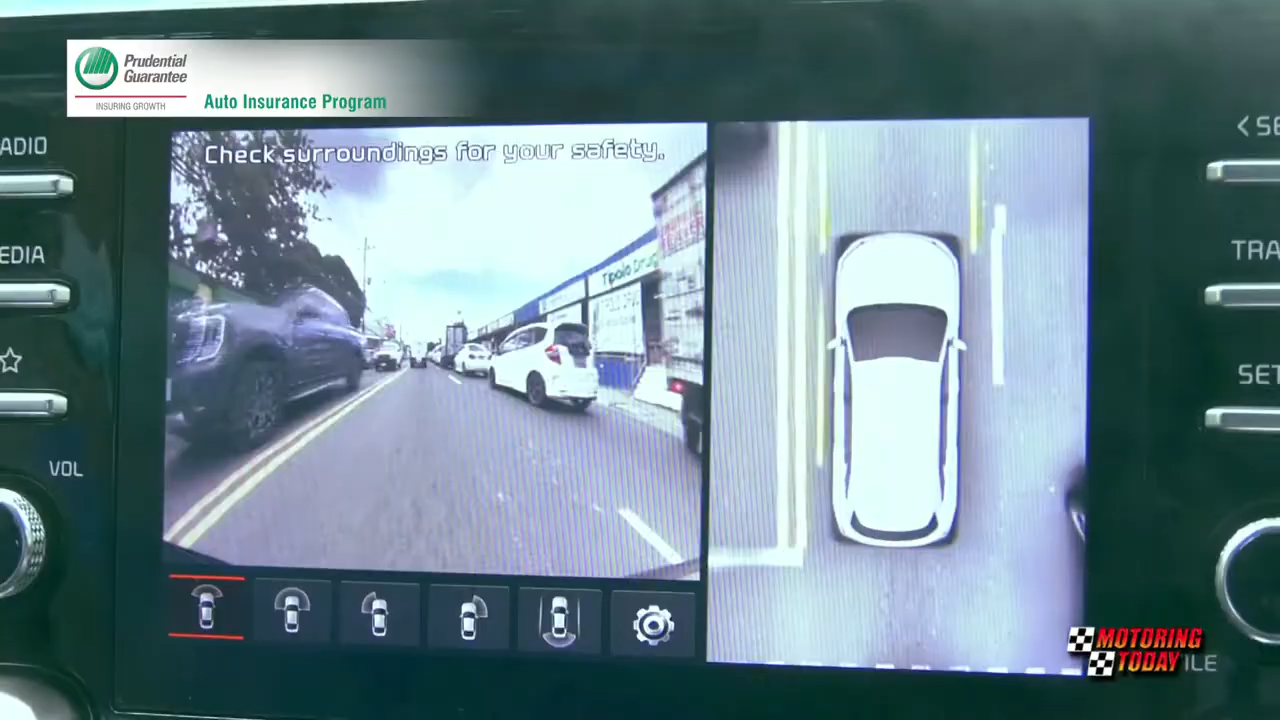 Prudential
Guarantee
INSURING GROWTH
Auto Insurance Program
ADIO
EDIA
VOL
Check surroundings for your safety.
Tipolo Drug
< SE
TRA
SET
MOTORING
TODAY
ILE